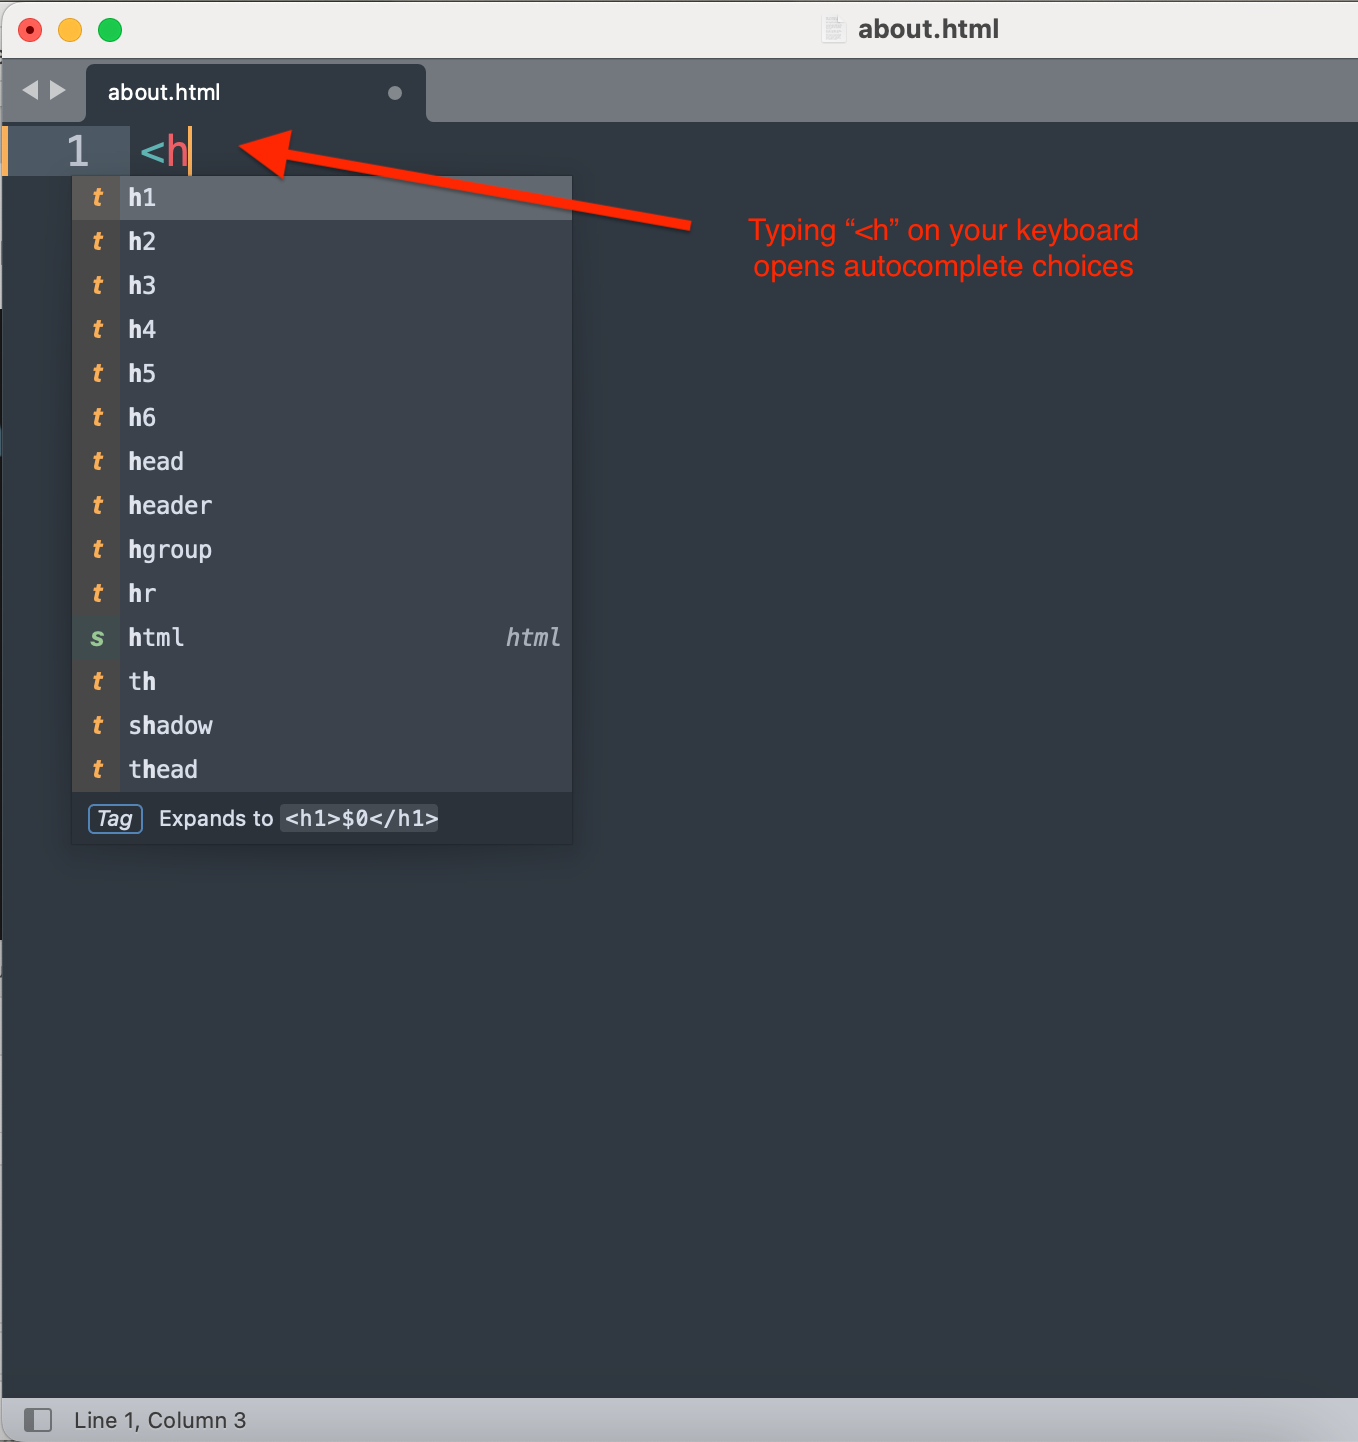 about.html
about.html
1 <h
t h1
t h2
t h3
t h4
t h5
t h6
t head
t header
t hgroup
t hr
s html html
t th
t shadow
t thead
Tag Expands to <h1>$0</h1>
Typing “<h” on your keyboard
opens autocomplete choices
Line 1, Column 3